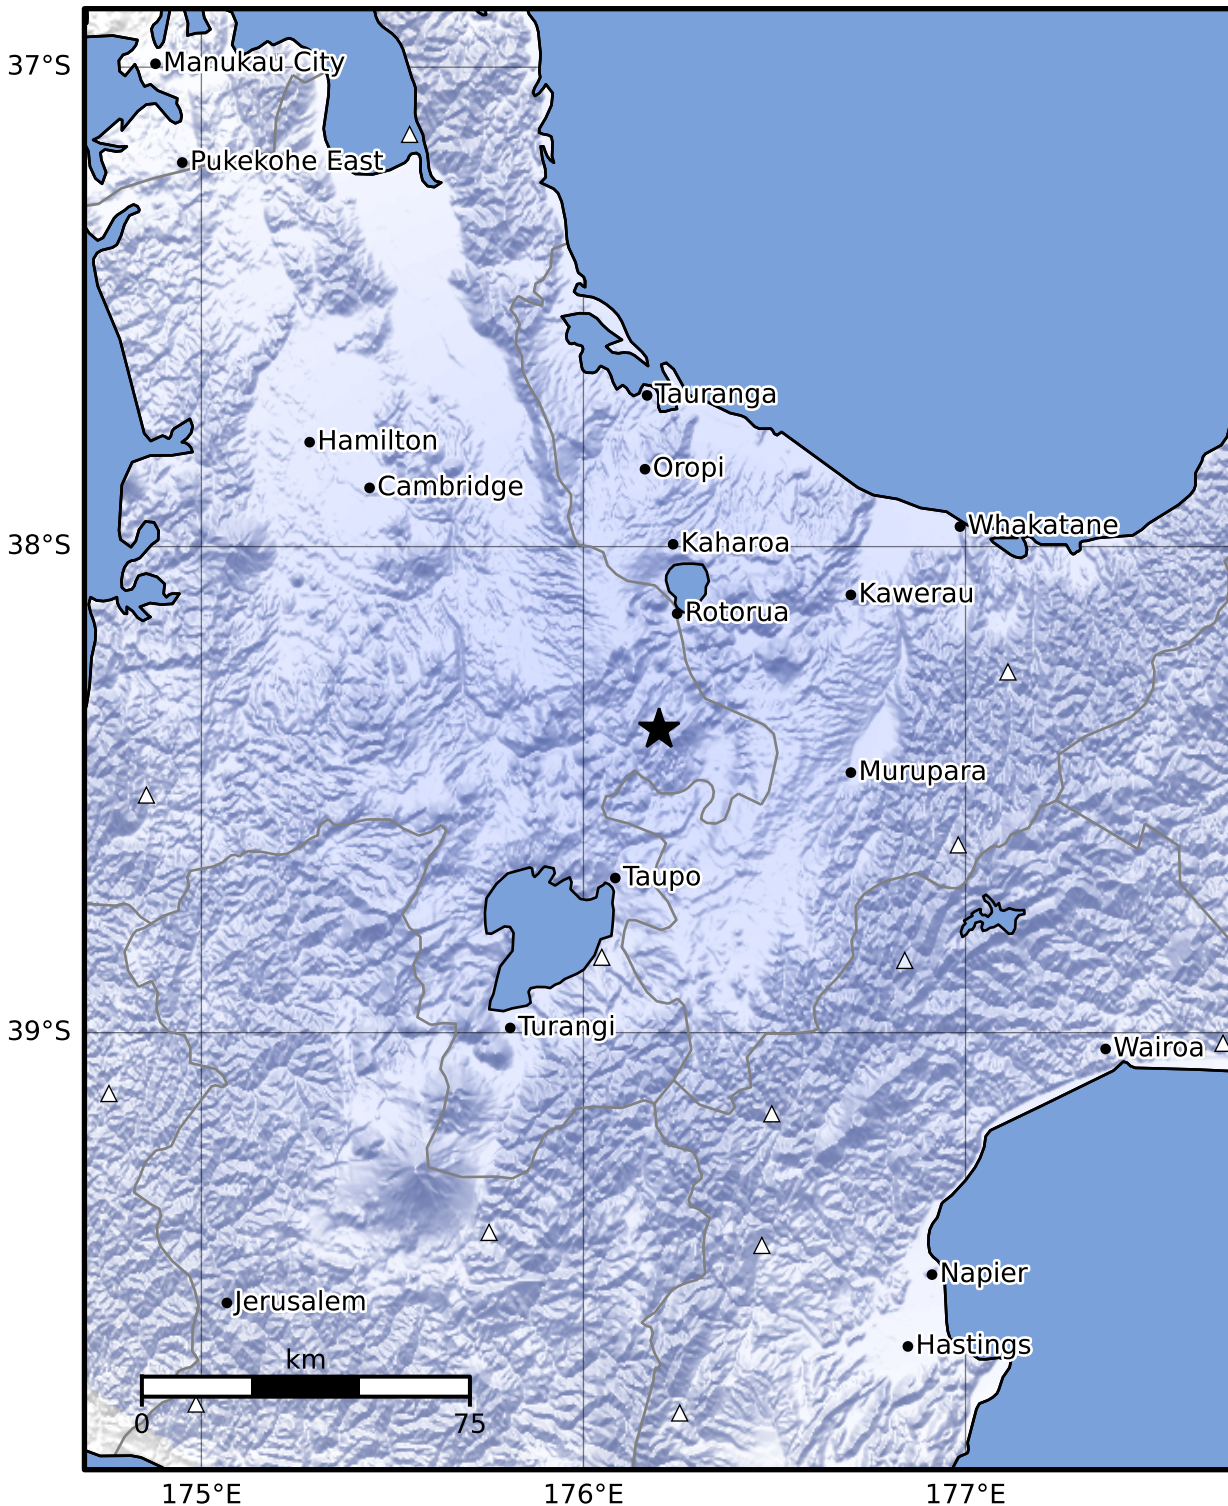 37°S
Manukau City
Pukekohe East
Tauranga
Hamilton
Oropi
Cambridge
Whakatane
38°S
Kaharoa
Kawerau
Rotorua
Murupara
Taupo
39°S
Turangi
Wairoa
Napier
Jerusalem
Hastings
km
0
75
175°E
176°E
177°E